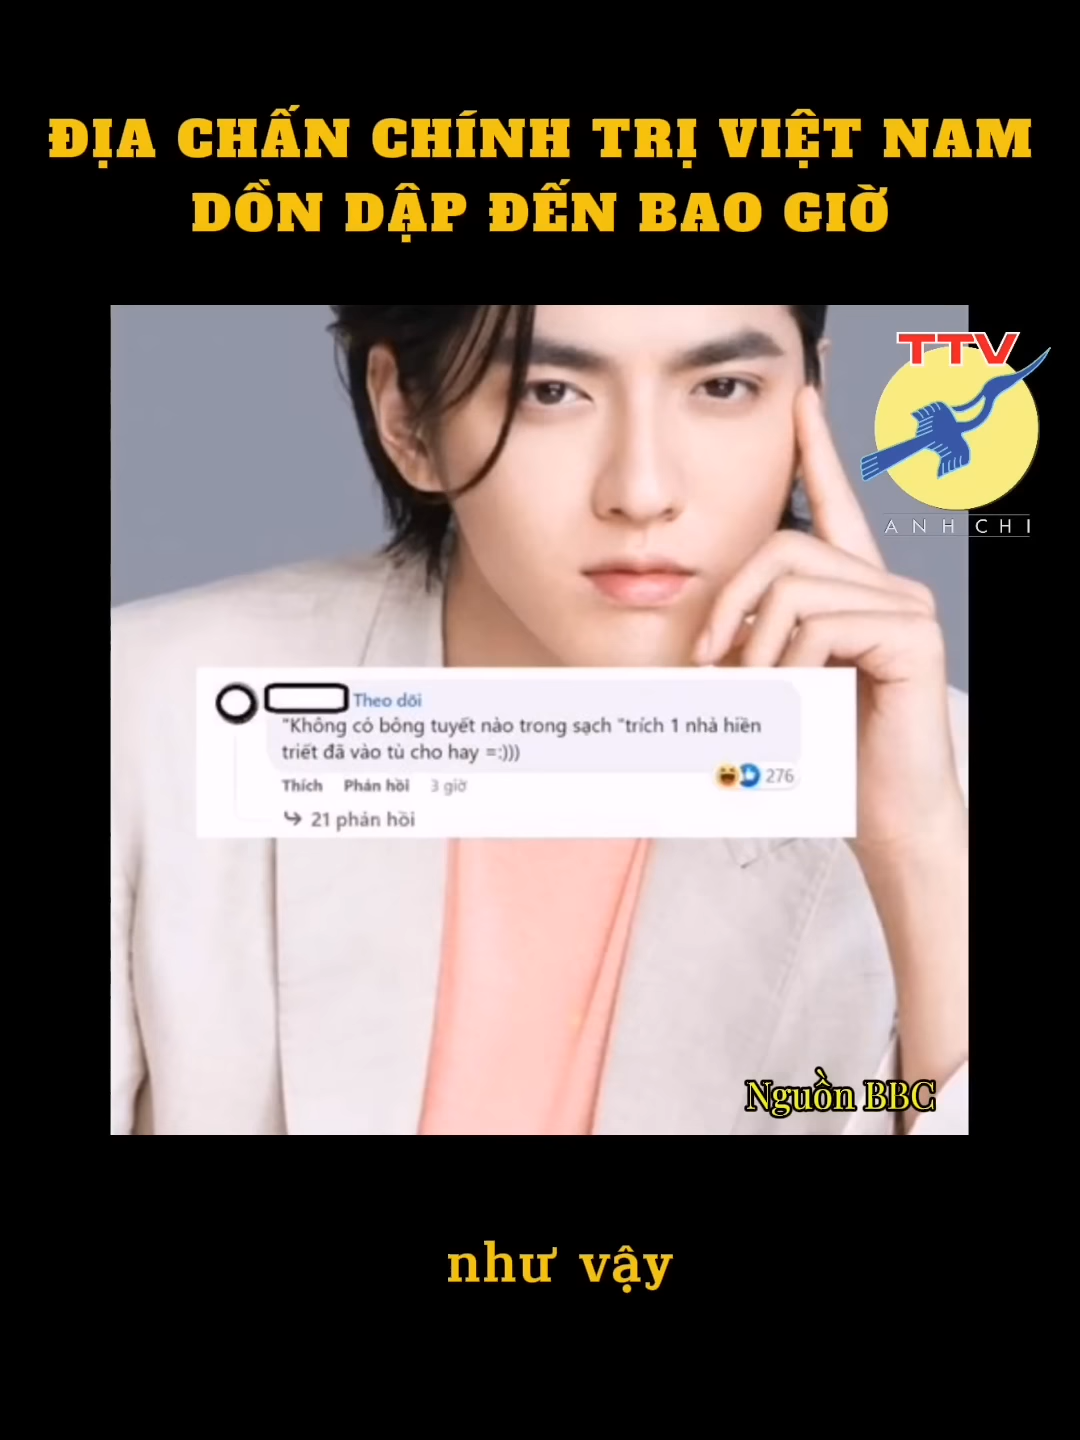 ĐỊA CHẤN CHÍNH TRỊ VIỆT NAM
DỒN DẬP ĐẾN BAO GIỜ
TTV
ANH CHI
Theo dõi
"Không có bông tuyết nào trong sạch "trích 1 nhà hiền
triết đã vào tù cho hay =:)))
Thích Phản hồi 3 giờ
276
21 phản hồi
Nguồn BBC
như vậy